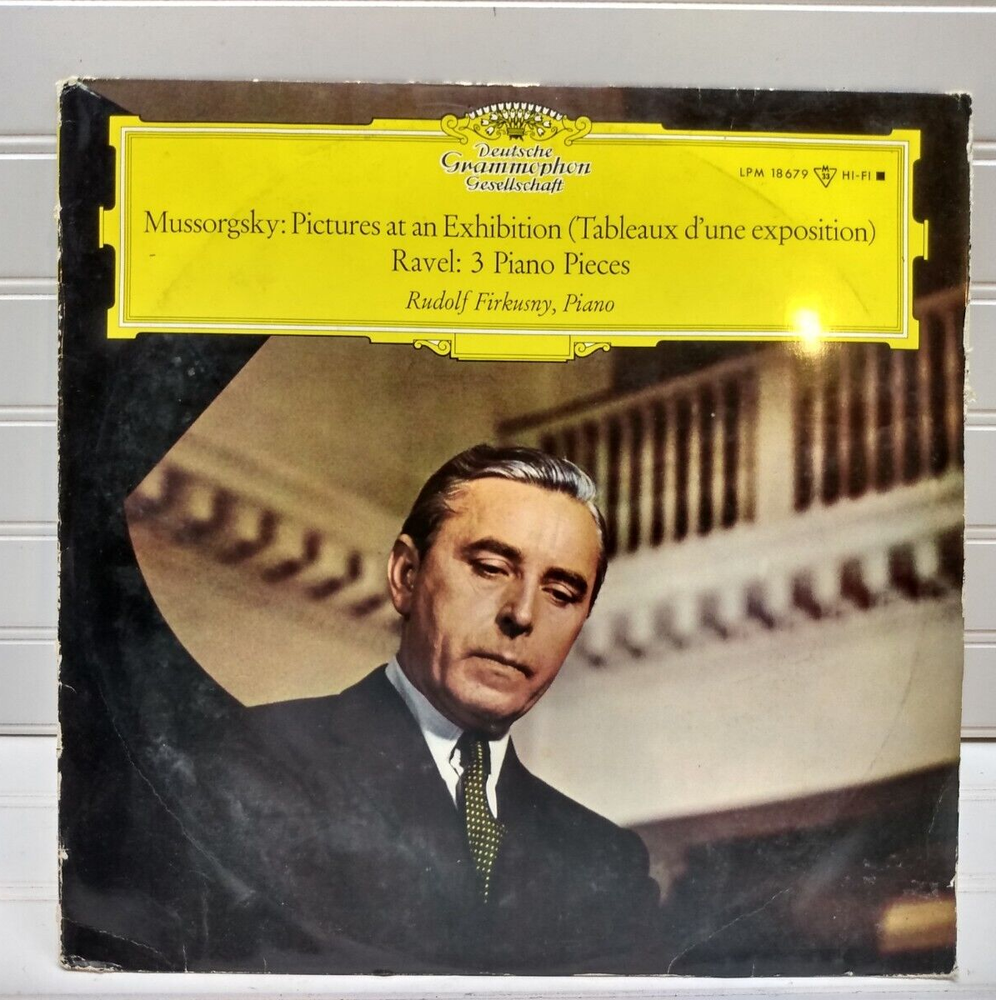 Deutsche
Grammophon
Gesellschaft
LPM 18679 M 33 HI-FI
Mussorgsky: Pictures at an Exhibition (Tableaux d'une exposition)
Ravel: 3 Piano Pieces
Rudolf Firkusny, Piano